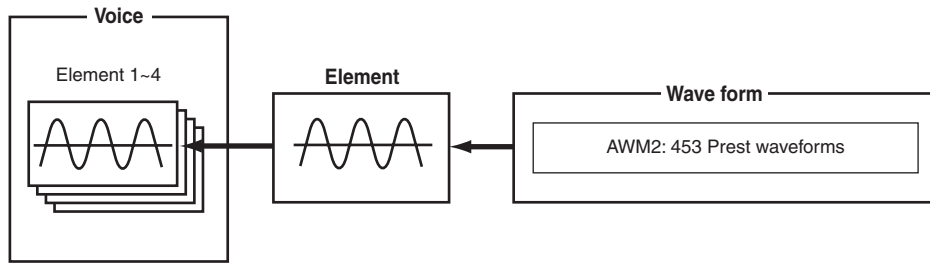 Voice
Element 1~4
Element
Wave form
AWM2: 453 Prest waveforms